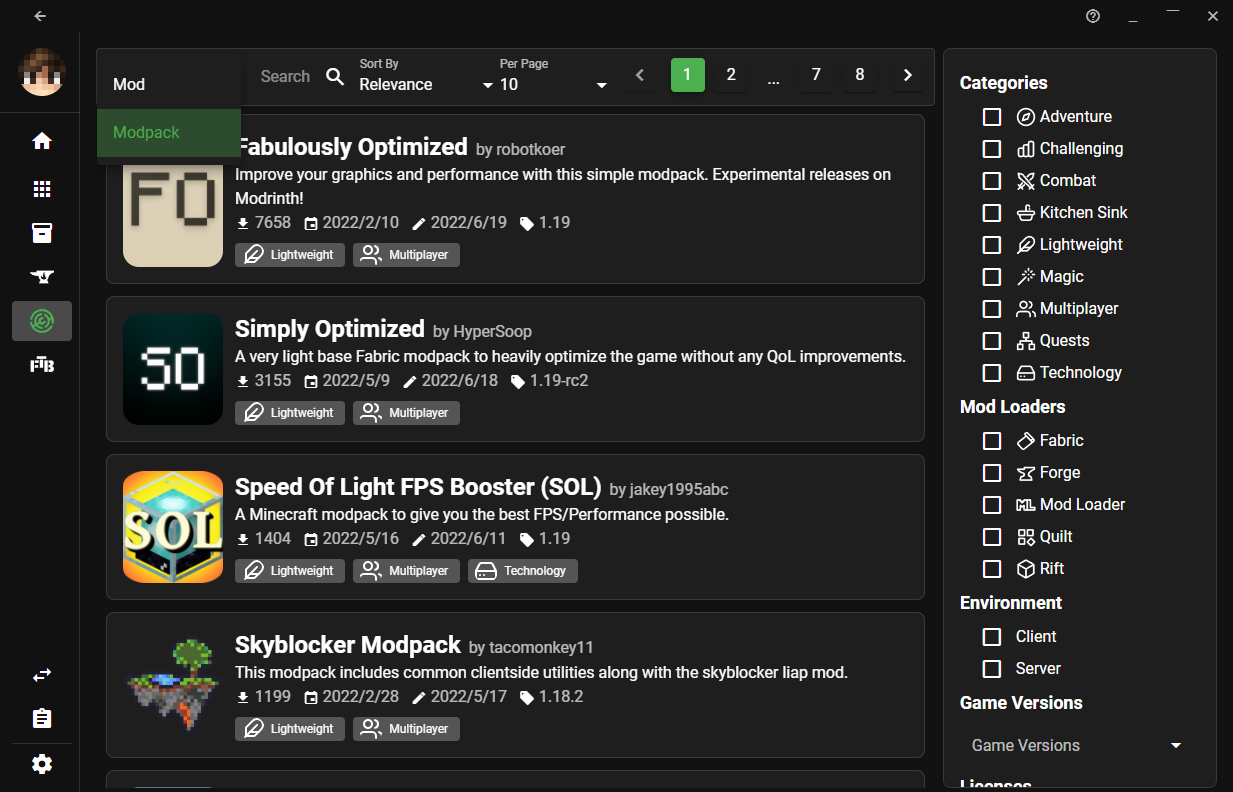 Mod
Modpack
Search
Sort By
Relevance
Per Page
10
1
2
...
7
8
Fabulously Optimized by robotkoer
Improve your graphics and performance with this simple modpack. Experimental releases on
Modrinth!
7658 2022/2/10 2022/6/19 1.19
Lightweight Multiplayer
FO
Simply Optimized by HyperSoop
A very light base Fabric modpack to heavily optimize the game without any QoL improvements.
3155 2022/5/9 2022/6/18 1.19-rc2
Lightweight Multiplayer
SO
Speed Of Light FPS Booster (SOL) by jakey1995abc
A Minecraft modpack to give you the best FPS/Performance possible.
1404 2022/5/16 2022/6/11 1.19
Lightweight Multiplayer Technology
SOL
Skyblocker Modpack by tacomonkey11
This modpack includes common clientside utilities along with the skyblocker liap mod.
1199 2022/2/28 2022/5/17 1.18.2
Lightweight Multiplayer
FTB
Categories
Adventure
Challenging
Combat
Kitchen Sink
Lightweight
Magic
Multiplayer
Quests
Technology
Mod Loaders
Fabric
Forge
ML Mod Loader
Quilt
Rift
Environment
Client
Server
Game Versions
Game Versions
Licenses